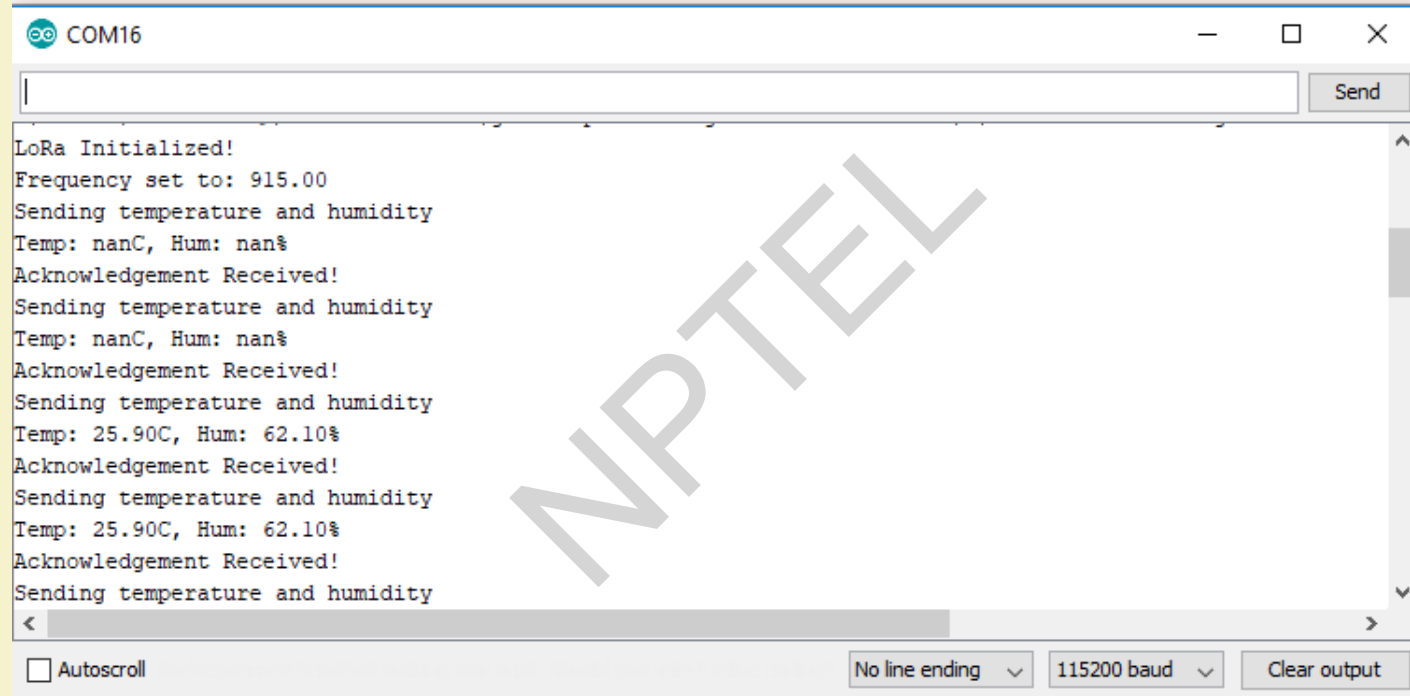 COM16
Send
LoRa Initialized!
Frequency set to: 915.00
Sending temperature and humidity
Temp: nanC, Hum: nan%
Acknowledgement Received!
Sending temperature and humidity
Temp: nanC, Hum: nan%
Acknowledgement Received!
Sending temperature and humidity
Temp: 25.90C, Hum: 62.10%
Acknowledgement Received!
Sending temperature and humidity
Temp: 25.90C, Hum: 62.10%
Acknowledgement Received!
Sending temperature and humidity
NPTEL
Autoscroll
No line ending
115200 baud
Clear output